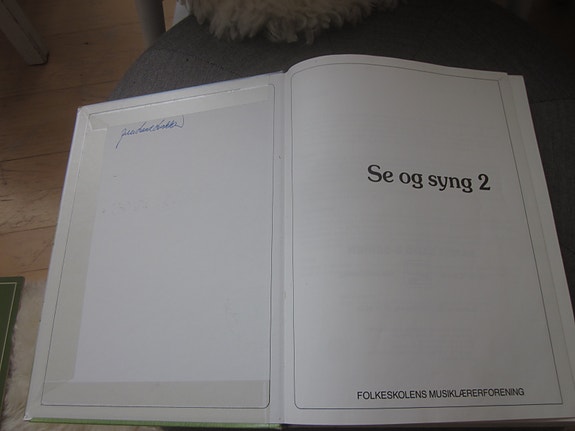 Se og syng 2
FOLKESKOLENS MUSIKLÆRERFORENING